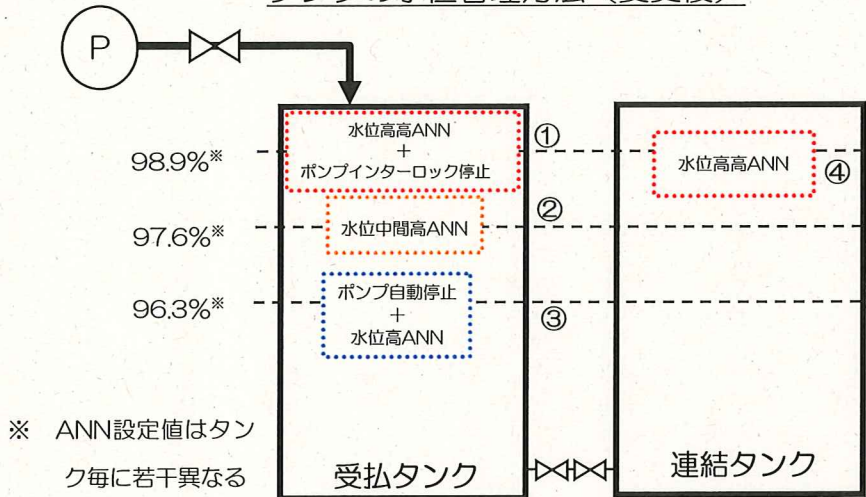 P
水位高高ANN
+
ポンプインターロック停止
①
98.9%※
水位高高ANN
④
②
水位中間高ANN
97.6%※
ポンプ自動停止
+
水位高ANN
③
96.3%※
※ ANN設定値はタン
ク毎に若干異なる
受払タンク
連結タンク